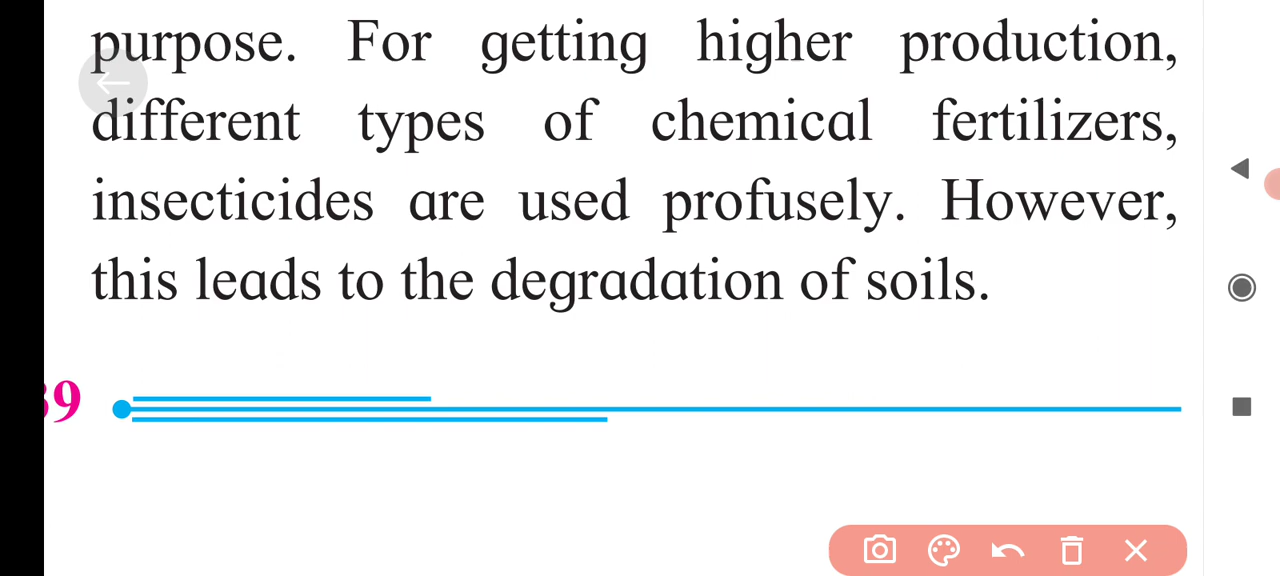 purpose. For getting higher production,
different types of chemical fertilizers,
insecticides are used profusely. However,
this leads to the degradation of soils.
9